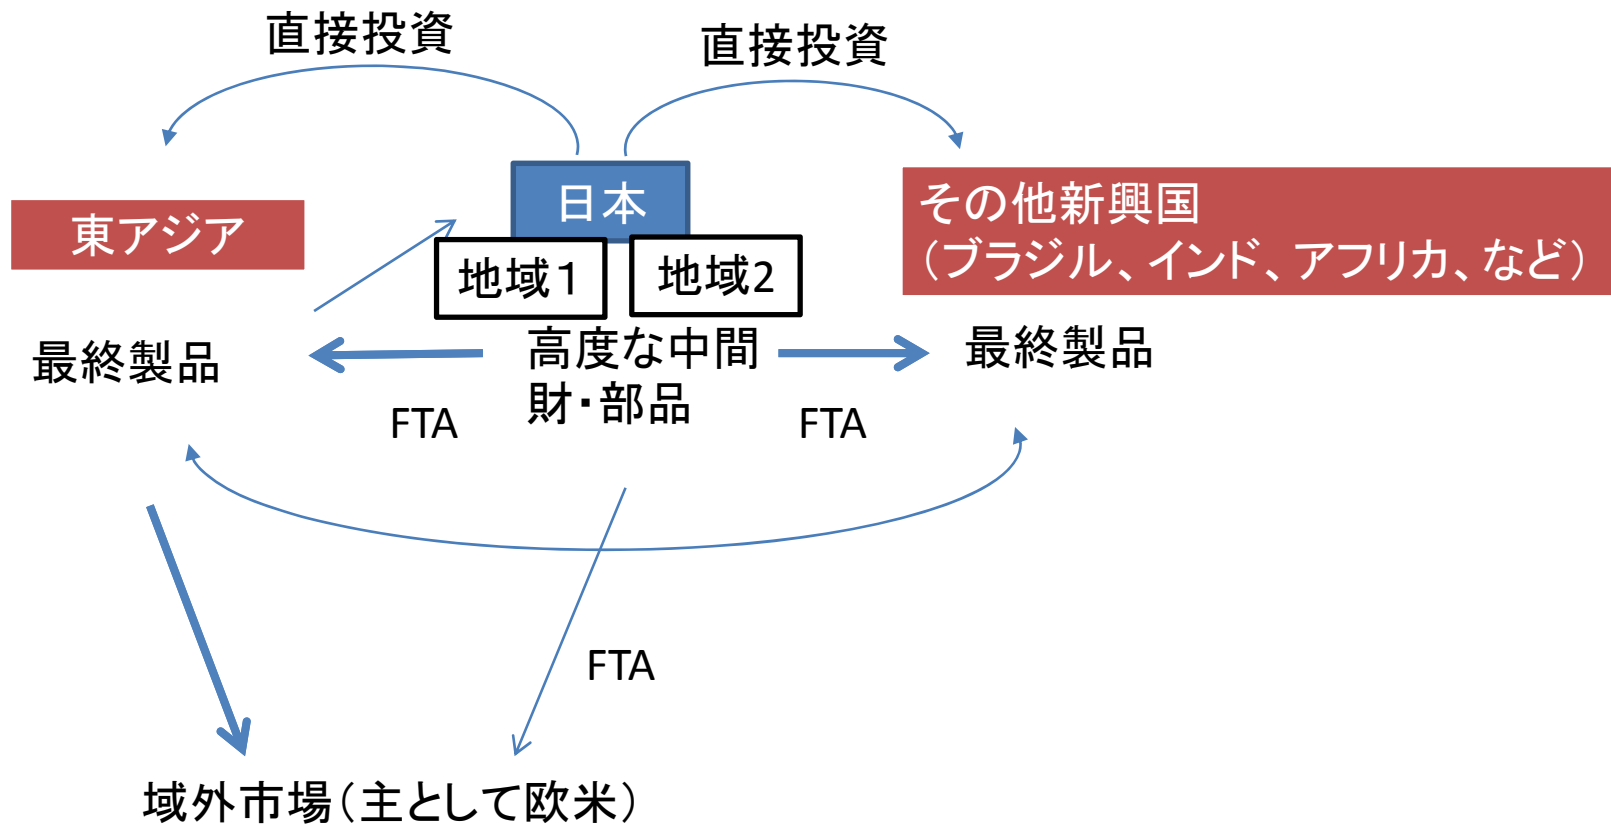 直接投資
直接投資
日本
東アジア
その他新興国
（ブラジル、インド、アフリカ、など）
地域１
地域2
最終製品
高度な中間
財・部品
最終製品
FTA
FTA
FTA
域外市場（主として欧米）